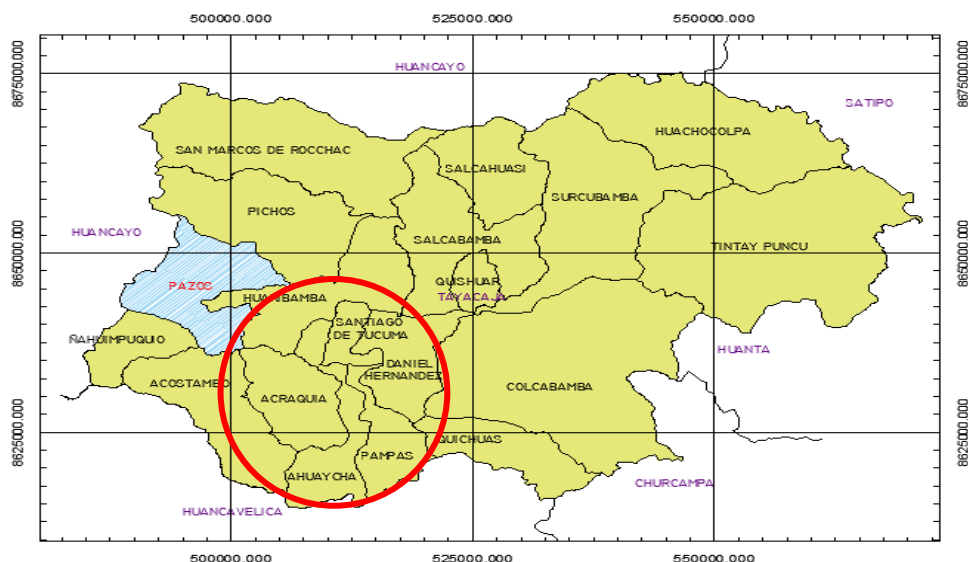 500000.000
525000.000
550000.000
8675000.000
8675000.000
HUANCAYO
SATIPO
HUACHOCOLPA
SAN MARCOS DE ROCCHAC
SALCAHUASI
SURCUBAMBA
PICHOS
HUANCAYO
SALCABAMBA
TINTAY PUNCU
8650000.000
8650000.000
PAZOS
QUISHUAR
HUARIBAMBA
TAYACAJA
SANTIAGO
DE TUCUMA
ÑAHUIMPUQUIO
HUANTA
DANIEL
HERNANDEZ
ACOSTAMBO
COLCABAMBA
ACRAQUIA
8625000.000
8625000.000
QUICHUAS
PAMPAS
AHUAYCHA
CHURCAMPA
HUANCAVELICA
500000.000
525000.000
550000.000